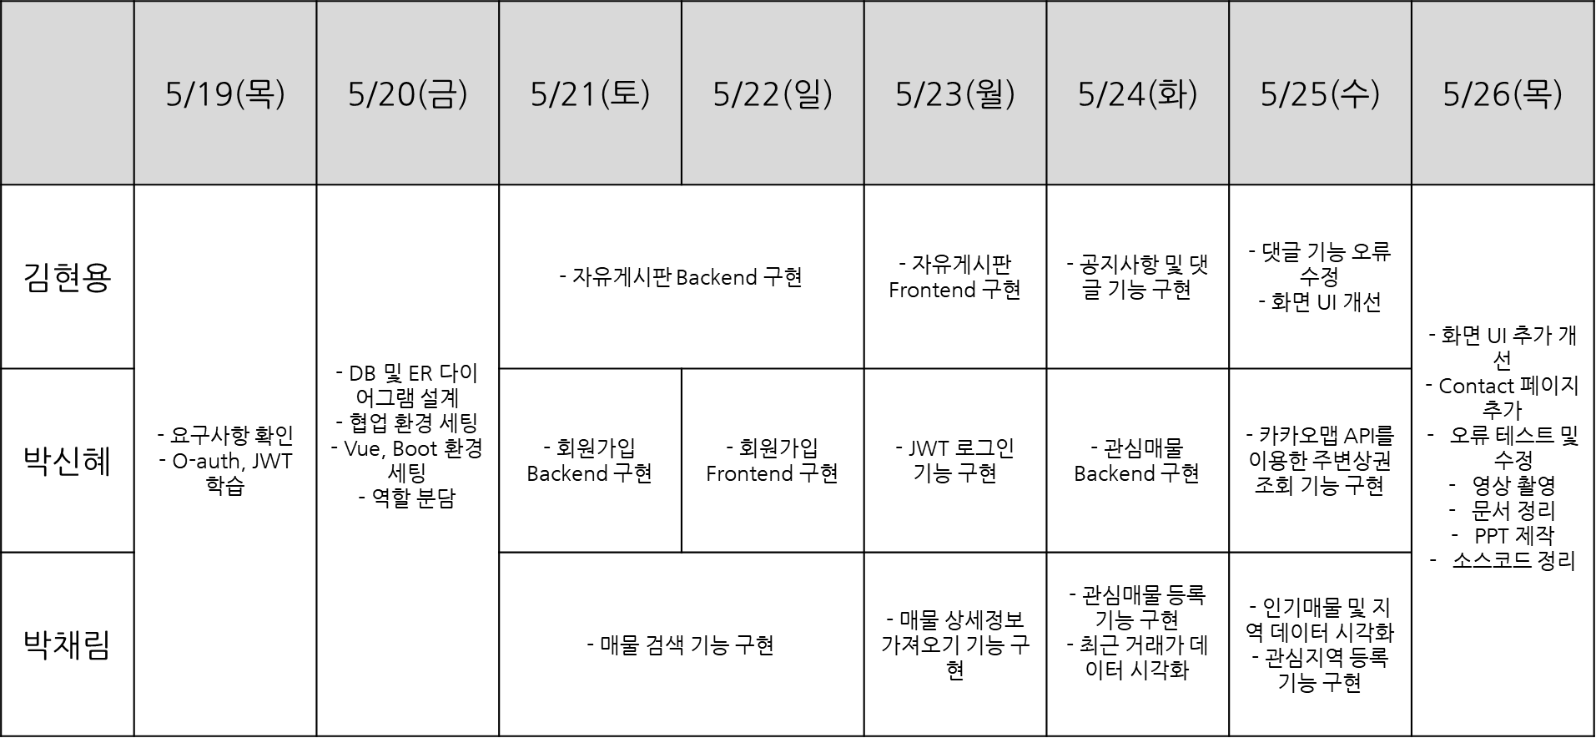 5/19(목)
5/20(금)
5/21(토)
5/22(일)
5/23(월)
5/24(화)
5/25(수)
5/26(목)
김현용
- 요구사항 확인
- O-auth, JWT
학습
- DB 및 ER 다이
어그램 설계
- 협업 환경 세팅
- Vue, Boot 환경
세팅
- 역할 분담
- 자유게시판 Backend 구현
- 자유게시판
Frontend 구현
- 공지사항 및 댓
글 기능 구현
- 댓글 기능 오류
수정
- 화면 UI 개선
- 화면 UI 추가 개
선
- Contact 페이지
추가
- 오류 테스트 및
수정
- 영상 촬영
- 문서 정리
- PPT 제작
- 소스코드 정리
박신혜
- 회원가입
Backend 구현
- 회원가입
Frontend 구현
- JWT 로그인
기능 구현
- 관심매물
Backend 구현
- 카카오맵 API를
이용한 주변상권
조회 기능 구현
박채림
- 매물 검색 기능 구현
- 매물 상세정보
가져오기 기능 구
현
- 관심매물 등록
기능 구현
- 최근 거래가 데
이터 시각화
- 인기매물 및 지
역 데이터 시각화
- 관심지역 등록
기능 구현